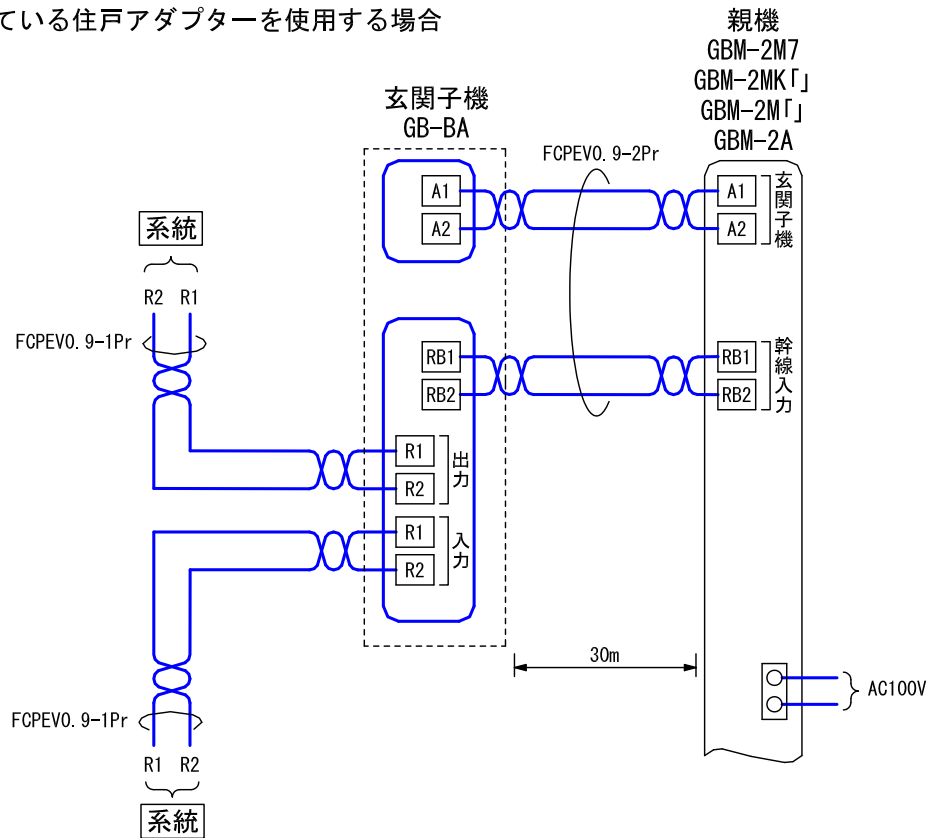 ている住戸アダプターを使用する場合
親機
GBM-2M7
GBM-2MK「」
GBM-2M「」
GBM-2A
玄関子機
GB-BA
FCPEV0.9-2Pr
A1
A2
A1
A2
玄関子機
系統
R2 R1
FCPEV0.9-1Pr
RB1
RB2
RB1
RB2
幹線入力
R1
R2
出力
R1
R2
入力
30m
AC100V
FCPEV0.9-1Pr
R1 R2
系統